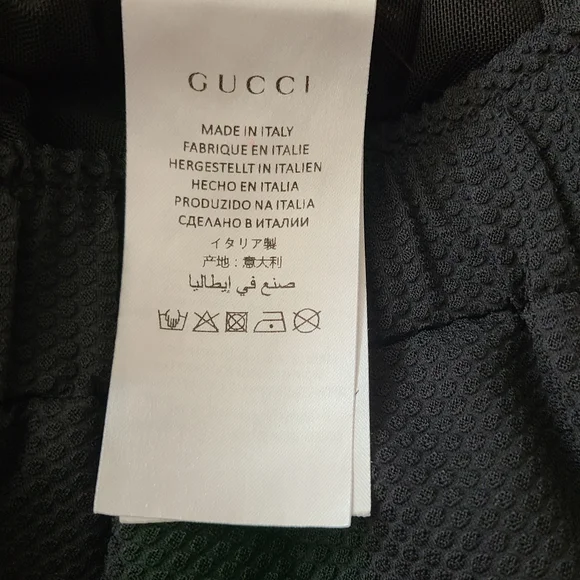 GUCCI
MADE IN ITALY
FABRIQUE EN ITALIE
HERGESTELLT IN ITALIEN
HECHO EN ITALIA
PRODUZIDO NA ITALIA
СДЕЛАНО В ИТАЛИИ
イタリア製
产地：意大利
صنع في إيطاليا